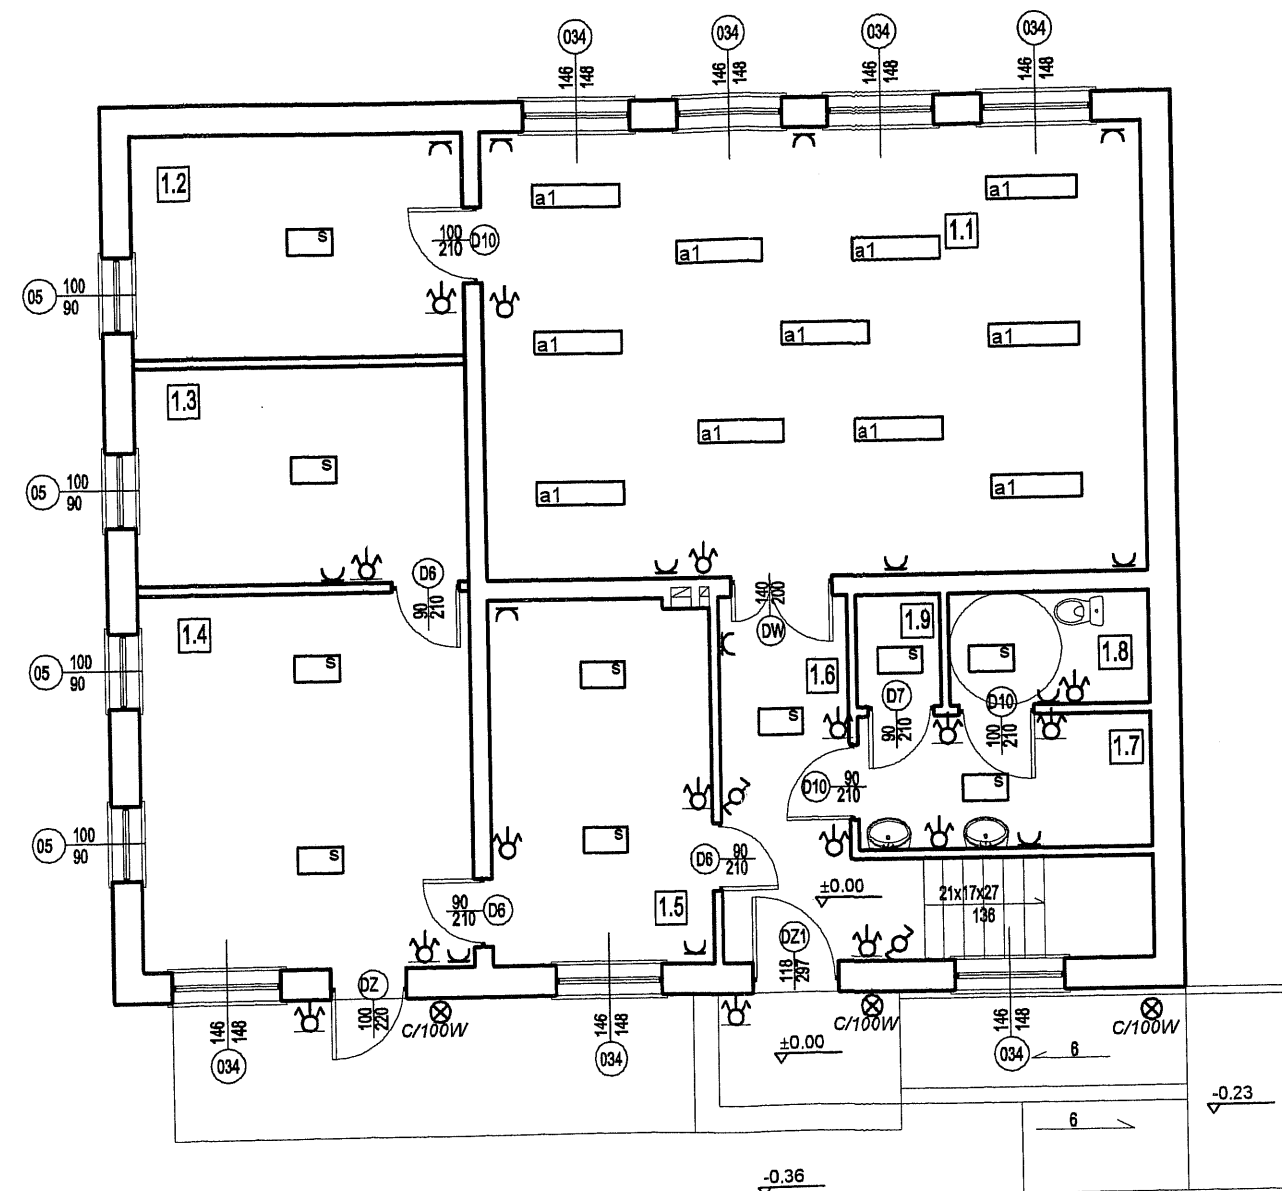 034 034 034 034
146 148 146 148 146 148 146 148
1.2
a1 a1
s 100 210 D10 1.1
a1 a1
05 100 90
a1 a1 a1
1.3
a1 a1
s
05 100 90 a1 a1
D6
90 210 140 200
1.4 DW 1.9 1.8
05 100 90 s s 1.6 s s
D7 D10
s 90 210 100 210 1.7
D10 90 210 s
05 100 90 s s D6 90 210
90 210 D6 1.5 ±0.00 21x17x27
136
DZ1
118 297
DZ
100 220
146 148 C/100W 146 148 C/100W 146 148 C/100W
034 034 ±0.00 034 6
-0.23
6
-0.36